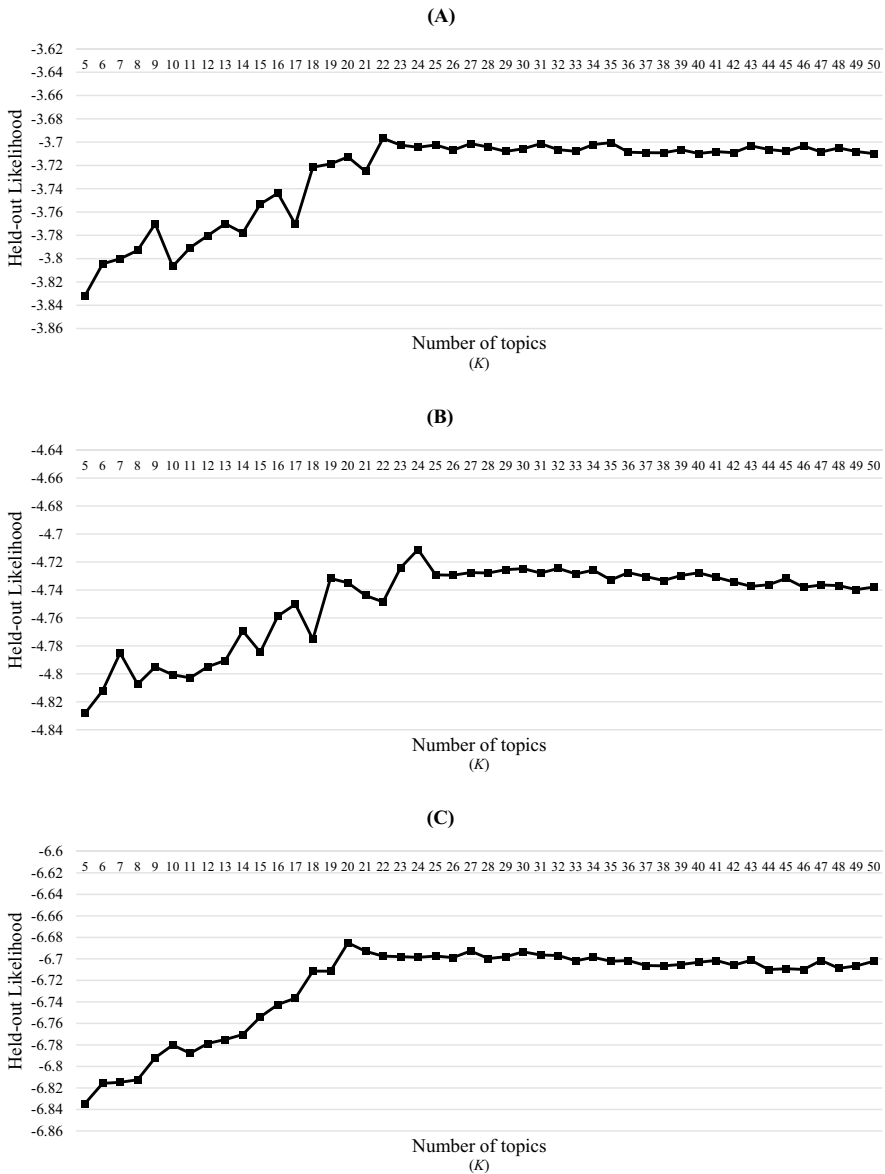 (A)
-3.62
5 6 7 8 9 10 11 12 13 14 15 16 17 18 19 20 21 22 23 24 25 26 27 28 29 30 31 32 33 34 35 36 37 38 39 40 41 42 43 44 45 46 47 48 49 50
-3.64
-3.66
-3.68
-3.7
-3.72
-3.74
-3.76
-3.78
-3.8
-3.82
-3.84
-3.86
Held-out Likelihood
Number of topics
(K)
(B)
-4.64
5 6 7 8 9 10 11 12 13 14 15 16 17 18 19 20 21 22 23 24 25 26 27 28 29 30 31 32 33 34 35 36 37 38 39 40 41 42 43 44 45 46 47 48 49 50
-4.66
-4.68
-4.7
-4.72
-4.74
-4.76
-4.78
-4.8
-4.82
-4.84
Held-out Likelihood
Number of topics
(K)
(C)
-6.6
5 6 7 8 9 10 11 12 13 14 15 16 17 18 19 20 21 22 23 24 25 26 27 28 29 30 31 32 33 34 35 36 37 38 39 40 41 42 43 44 45 46 47 48 49 50
-6.62
-6.64
-6.66
-6.68
-6.7
-6.72
-6.74
-6.76
-6.78
-6.8
-6.82
-6.84
-6.86
Held-out Likelihood
Number of topics
(K)